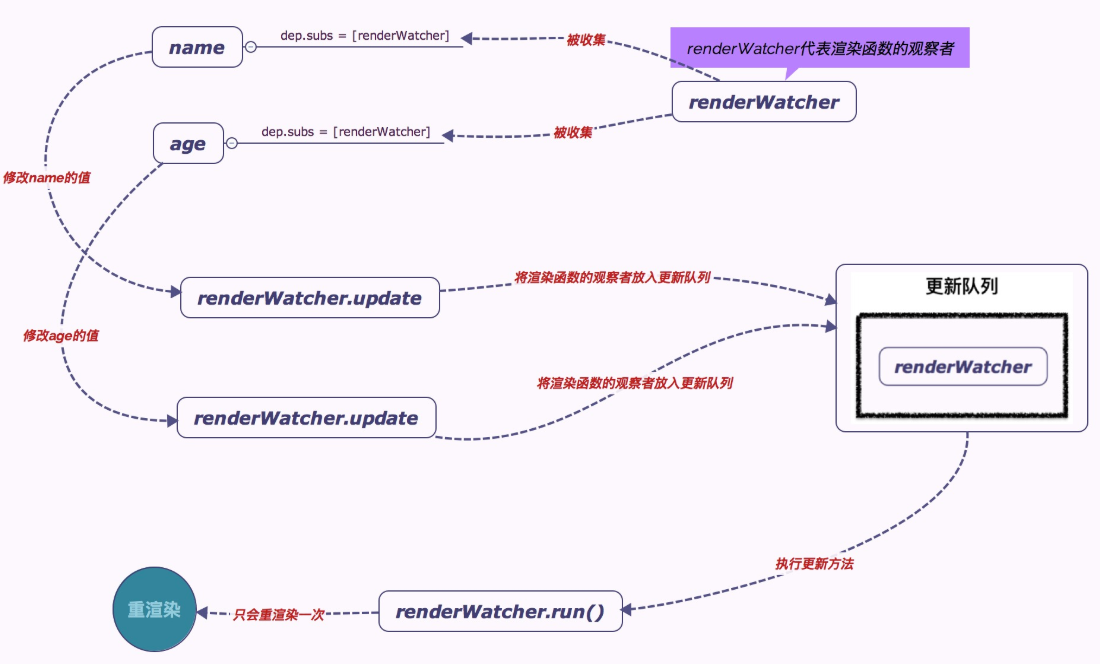 name
dep.subs = [renderWatcher]
被收集
renderWatcher代表渲染函数的观察者
renderWatcher
age
dep.subs = [renderWatcher]
被收集
修改name的值
renderWatcher.update
将渲染函数的观察者放入更新队列
更新队列
renderWatcher
修改age的值
将渲染函数的观察者放入更新队列
renderWatcher.update
执行更新方法
重渲染
只会重渲染一次
renderWatcher.run()